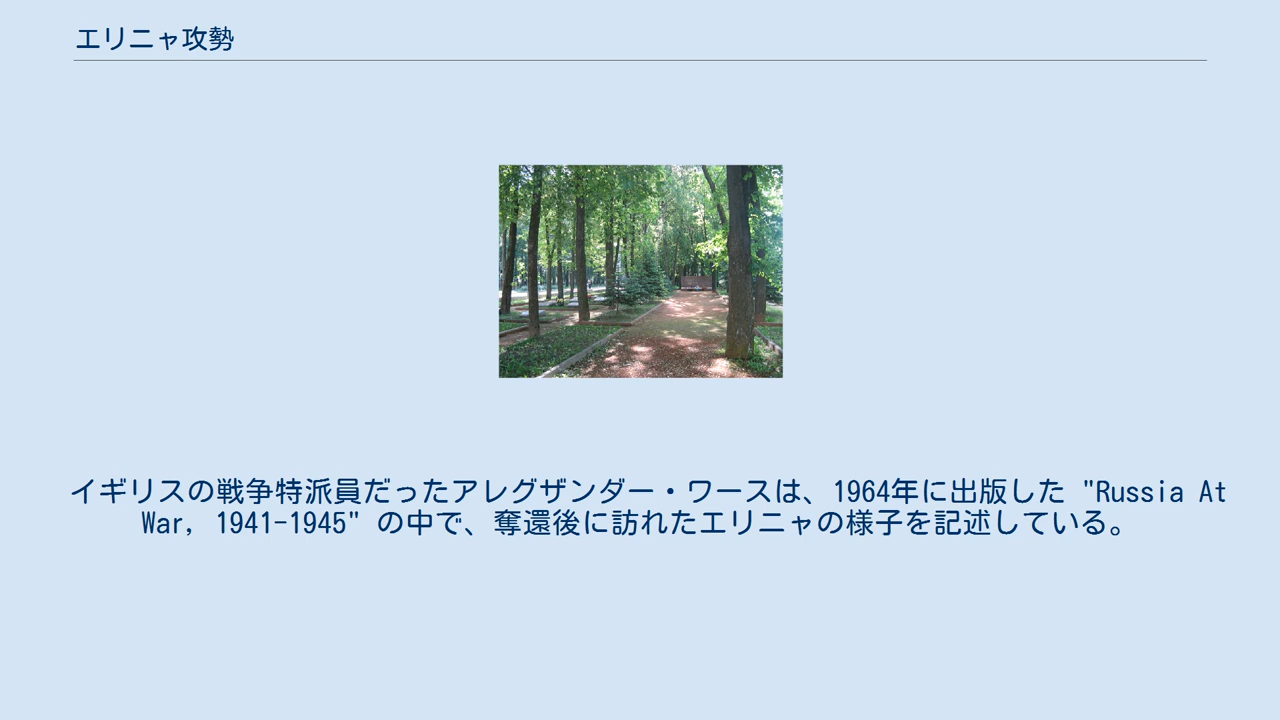 エリニャ攻勢
イギリスの戦争特派員だったアレグザンダー・ワースは、1964年に出版した "Russia At
War, 1941-1945" の中で、奪還後に訪れたエリニャの様子を記述している。